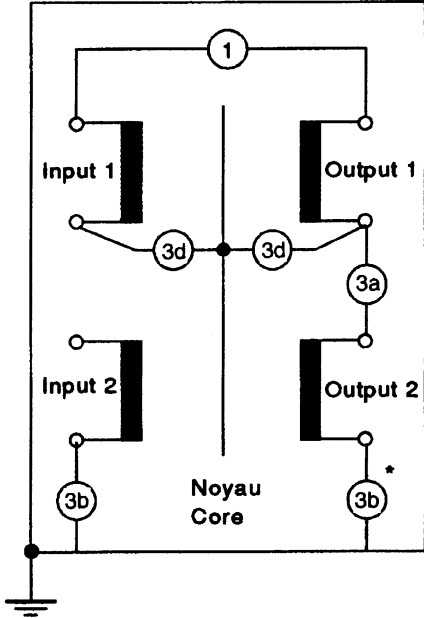 1
Input 1
Output 1
3d
3d
3a
Input 2
Output 2
3b
Noyau
Core
3b
*